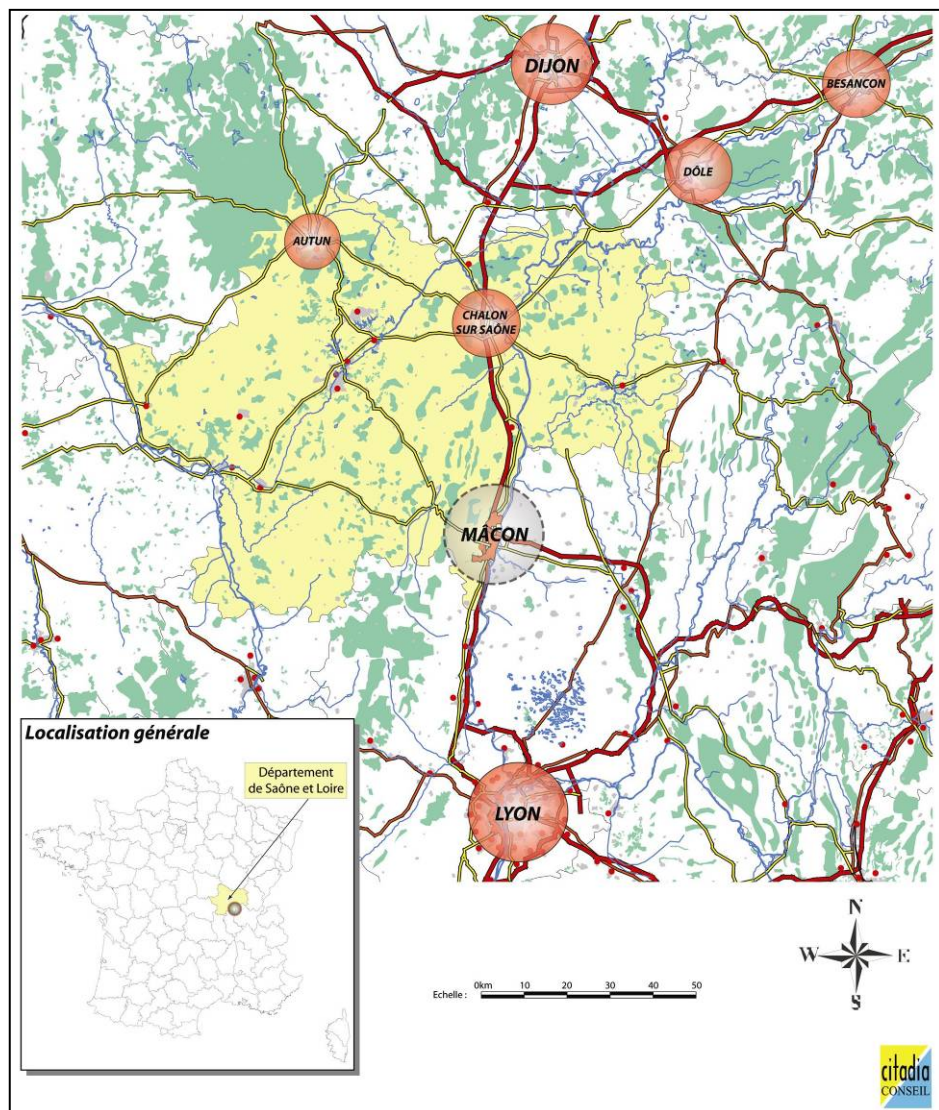 DIJON
BESANCON
DÔLE
AUTUN
CHALON
SUR SAÔNE
MÂCON
LYON
Localisation générale
Département
de Saône et Loire
N
W
E
S
Echelle :
0km 10 20 30 40 50
citadia
CONSEIL